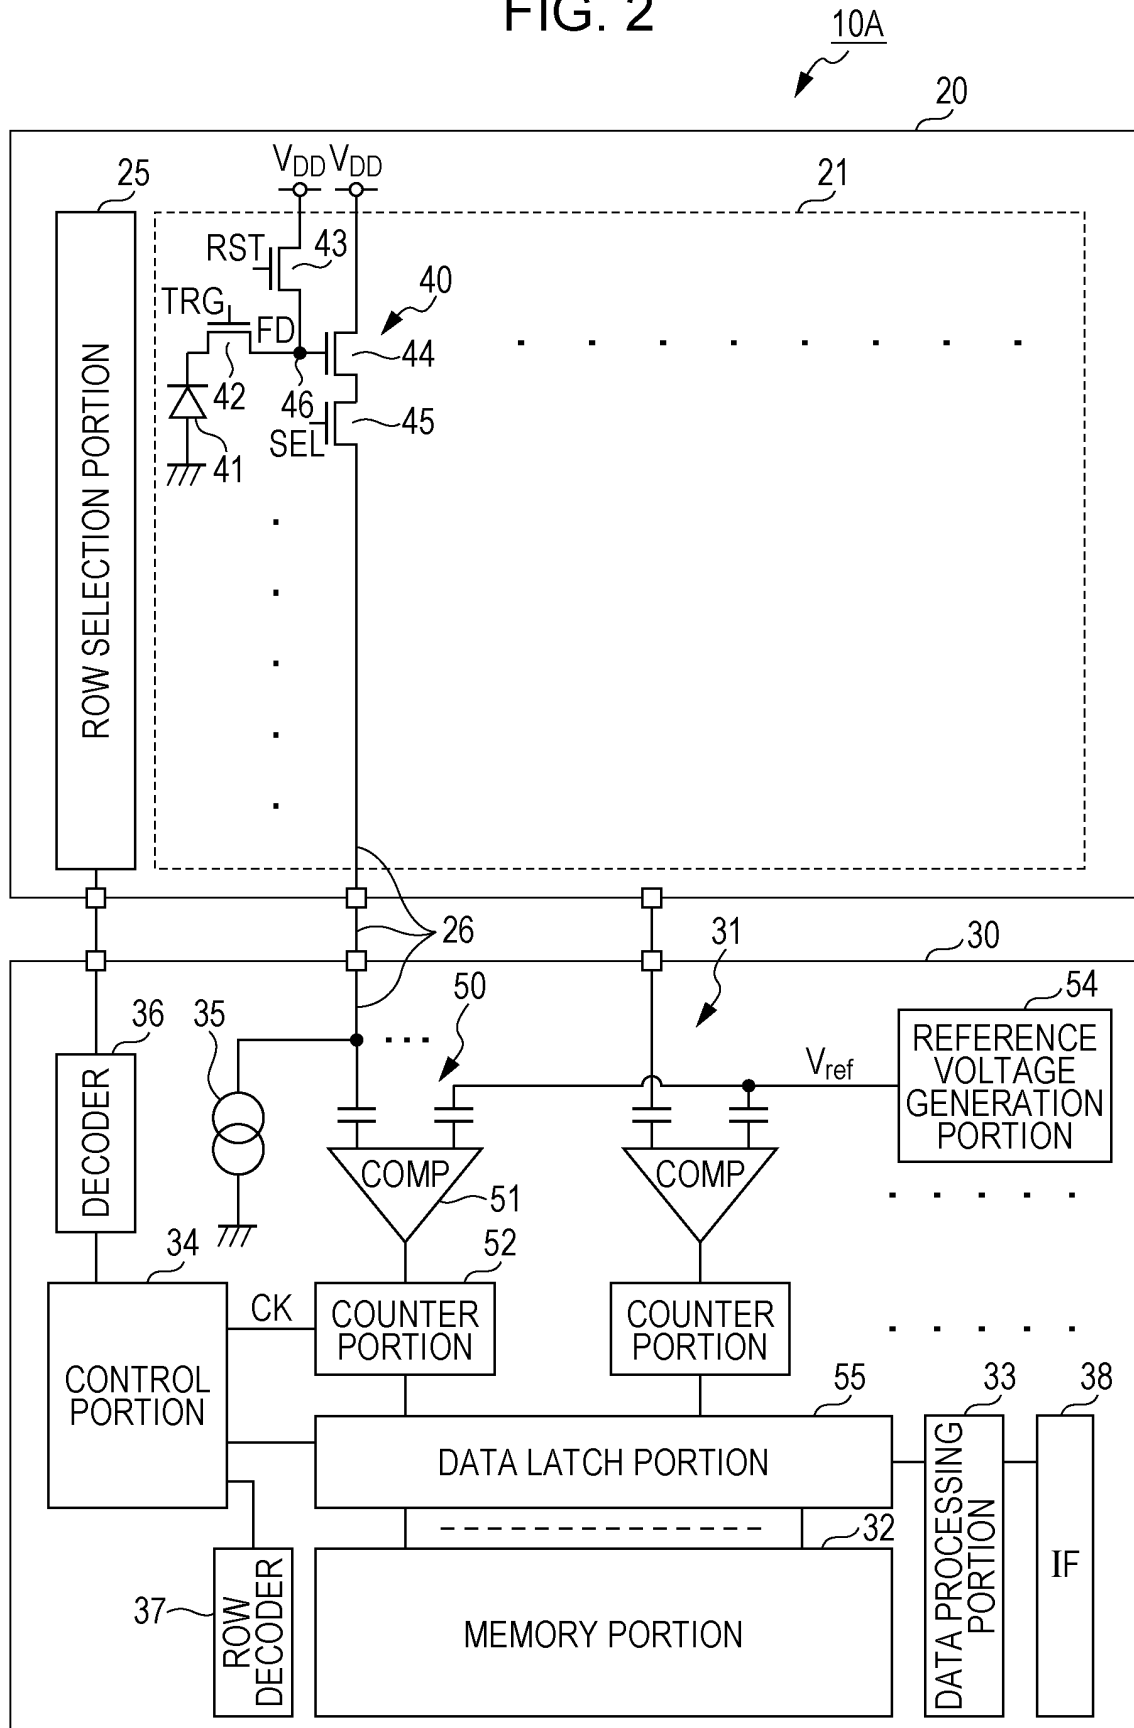 FIG. 2
10A
20
25
VDD VDD
21
RST
43
TRG
FD
40
42
46
44
SEL
45
41
ROW SELECTION PORTION
26
31
30
36
35
50
54
DECODER
Vref
REFERENCE
VOLTAGE
GENERATION
PORTION
COMP
COMP
51
34
52
CK
COUNTER
PORTION
COUNTER
PORTION
CONTROL
PORTION
55
33
38
DATA LATCH PORTION
DATA PROCESSING
PORTION
IF
32
37
ROW
DECODER
MEMORY PORTION